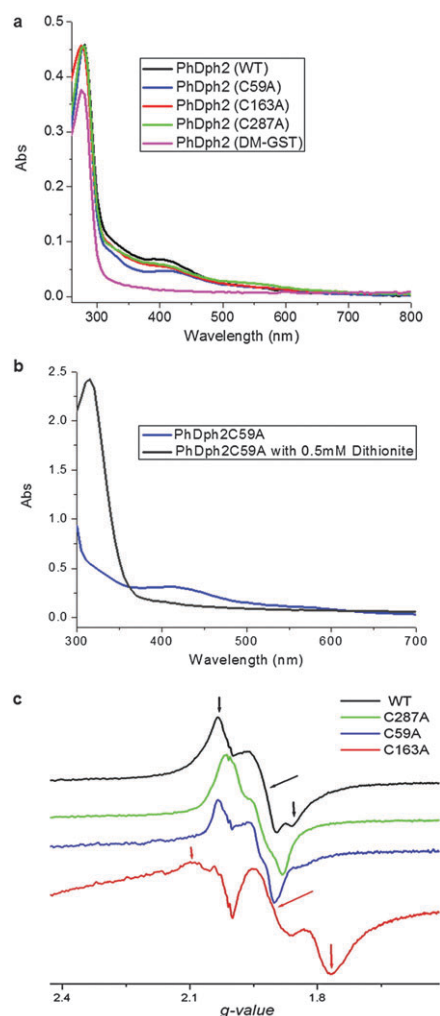 a
0.5
0.4
0.3
0.2
0.1
0.0
Abs
PhDph2 (WT)
PhDph2 (C59A)
PhDph2 (C163A)
PhDph2 (C287A)
PhDph2 (DM-GST)
300 400 500 600 700 800
Wavelength (nm)
b
2.5
2.0
1.5
1.0
0.5
0.0
Abs
PhDph2C59A
PhDph2C59A with 0.5mM Dithionite
300 400 500 600 700
Wavelength (nm)
c
WT
C287A
C59A
C163A
2.4 2.1 1.8
g-value